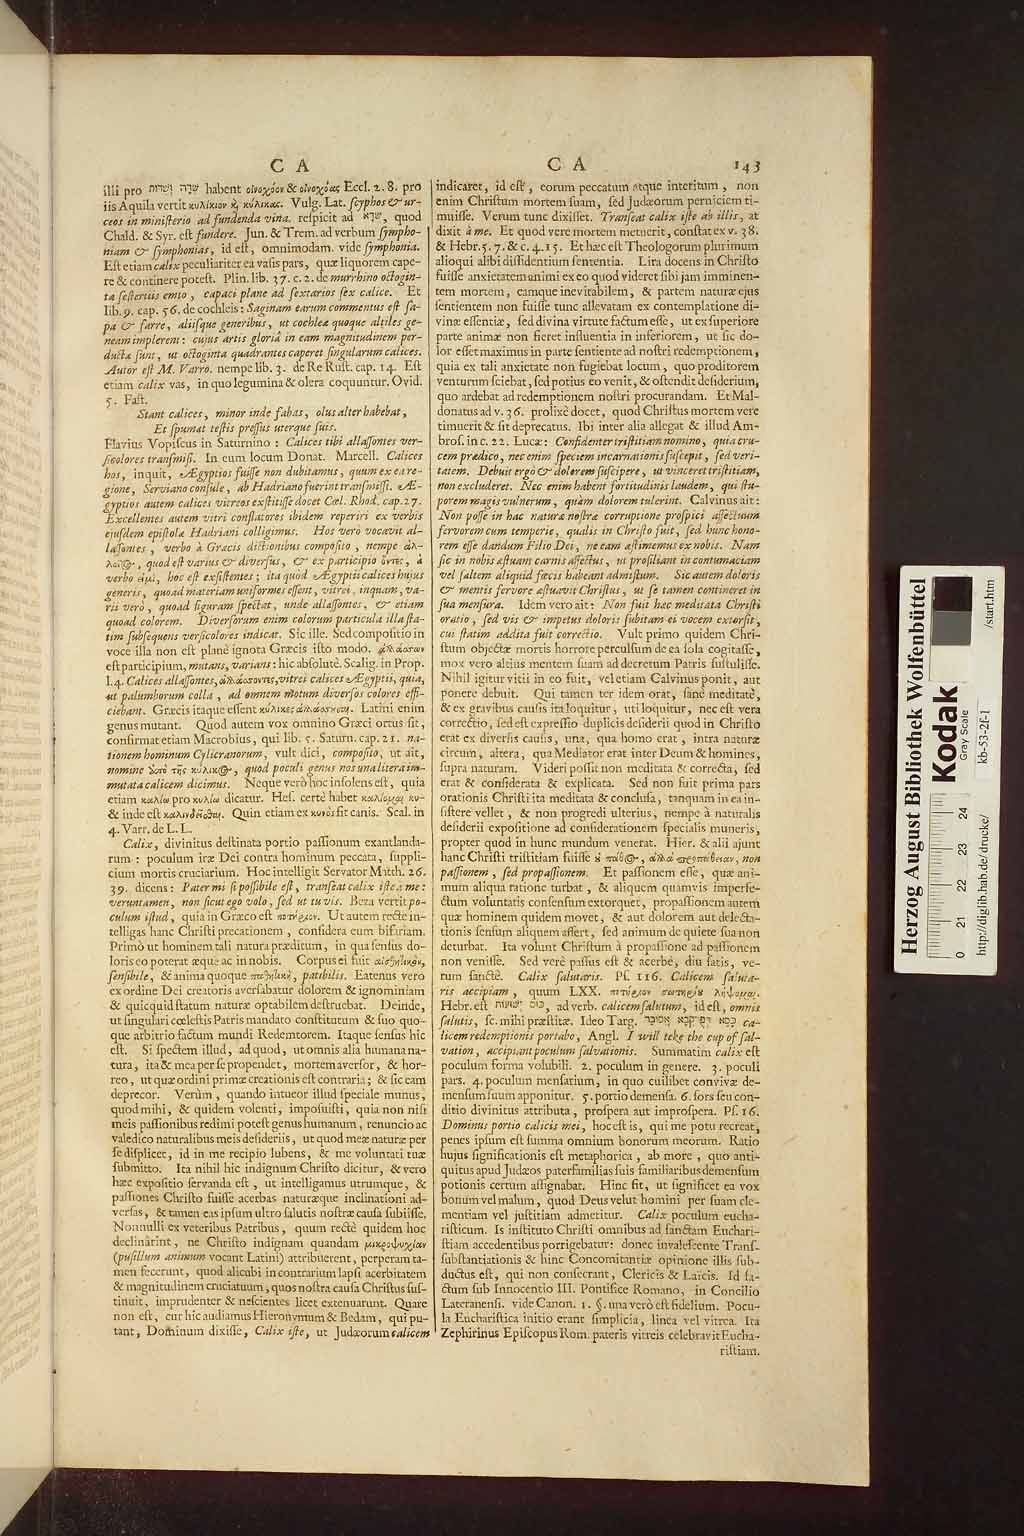 C A
C A
143
illi pro שדה ושדות habent οἰνοχόον & οἰνοχόας Eccl. 2. 8. pro
iis Aquila vertit κυλίκιον κ κύλικας. Vulg. Lat. ſcyphos & ur-
ceos in miniſterio ad fundenda vina. reſpicit ad שדא, quod
Chald. & Syr. eſt fundere. Jun. & Trem. ad verbum ſympho-
niam & ſymphonias, id eſt, omnimodam. vide ſymphonia.
Eſt etiam calix peculiariter ea vaſis pars, quæ liquorem cape-
re & continere poteſt. Plin. lib. 37. c. 2. de murrhino octogin-
ta ſeſtertiis emto, capaci plane ad ſextarios ſex calice. Et
lib. 9. cap. 56. de cochleis: Saginam earum commentus eſt ſa-
pa & farre, aliiſque generibus, ut cochleæ quoque altiles ge-
neam implerent: cujus artis gloriâ in eam magnitudinem per-
ductæ ſunt, ut octoginta quadrantes caperet ſingularum calices.
Autor eſt M. Varro. nempe lib. 3. de Re Ruſt. cap. 14. Eſt
etiam calix vas, in quo legumina & olera coquuntur. Ovid.
5. Faſt.
Stant calices, minor inde fabas, olus alter habebat,
Et ſpumat teſtis preſſus uterque ſuis.
Flavius Vopiſcus in Saturnino: Calices tibi allaſſontes ver-
ſicolores tranſmiſi. In eum locum Donat. Marcell. Calices
hos, inquit, Ægyptios fuiſſe non dubitamus, quum ex ea re-
gione, Serviano conſule, ab Hadriano fuerint tranſmiſſi. Æ-
gyptios autem calices vitreos exſtitiſſe docet Cœl. Rhod. cap. 27.
Excellentes autem vitri conflatores ibidem reperiri ex verbis
ejuſdem epiſtolæ Hadriani colligimus. Hos verò vocavit al-
laſſontes, verbo à Græcis dictionibus compoſito, nempe ἀλ-
λοῖος, quod eſt varius & diverſus, & ex participio ὄντες, à
verbo εἰμί, hoc eſt exſiſtentes; ita quod Ægyptii calices hujus
generis, quoad materiam uniformes eſſent, vitrei, inquam, va-
rii verò, quoad figuram ſpectat, unde allaſſontes, & etiam
quoad colorem. Diverſorum enim colorum particula illa ſta-
tim ſubſequens verſicolores indicat. Sic ille. Sed compoſitio in
voce illa non eſt planè ignota Græcis iſto modo. ἀλλάσσων
eſt participium, mutans, varians: hic abſolutè. Scalig. in Prop.
l. 4. Calices allaſſontes, ἀλλάσσοντες, vitrei calices Ægyptii, quia,
ut palumborum colla, ad omnem motum diverſos colores effi-
ciebant. Græcis itaque eſſent κύλικες ἀλλάσσουσαι. Latini enim
genus mutant. Quod autem vox omnino Græci ortus ſit,
confirmat etiam Macrobius, qui lib. 5. Saturn. cap. 21. na-
tionem hominum Cylicranorum, vult dici, compoſito, ut ait,
nomine ἀπὸ τῆς κύλικος, quod poculi genus nos una litera im-
mutata calicem dicimus. Neque verò hoc inſolens eſt, quia
etiam καλίω pro κυλίω dicatur. Heſ. certè habet καλίομαι κυ-
& inde eſt καλινδεῖσθαι. Quin etiam ex κυνός fit canis. Scal. in
4. Varr. de L. L.
Calix, divinitus deſtinata portio paſſionum exantlanda-
rum: poculum iræ Dei contra hominum peccata, ſuppli-
cium mortis cruciarium. Hoc intelligit Servator Matth. 26.
39. dicens: Pater mi ſi poſſibile eſt, tranſeat calix iſte à me:
veruntamen, non ſicut ego volo, ſed ut tu vis. Beza vertit po-
culum iſtud, quia in Græco eſt ποτήριον. Ut autem rectè in-
telligas hanc Chriſti precationem, conſidera eum bifariam.
Primò ut hominem tali natura præditum, in qua ſenſus do-
loris eo poterat æque ac in nobis. Corpus ei fuit αἰσθητικὸν,
ſenſibile, & anima quoque παθητικὴ, patibilis. Eatenus vero
ex ordine Dei creatoris averſabatur dolorem & ignominiam
& quicquid ſtatum naturæ optabilem deſtruebat. Deinde,
ut ſingulari cœleſtis Patris mandato conſtitutum & ſuo quo-
que arbitrio factum mundi Redemtorem. Itaque ſenſus hic
eſt. Si ſpectem illud, ad quod, ut omnis alia humana na-
tura, ita & mea per ſe propendet, mortem averſor, & hor-
reo, ut quæ ordini primæ creationis eſt contraria; & ſic eam
deprecor. Verùm, quando intueor illud ſpeciale munus,
quod mihi, & quidem volenti, impoſuiſti, quia non niſi
meis paſſionibus redimi poteſt genus humanum, renuncio ac
valedico naturalibus meis deſideriis, ut quod meæ naturæ per
ſe diſplicet, id in me recipio lubens, & me voluntati tuæ
ſubmitto. Ita nihil hic indignum Chriſto dicitur, & vero
hæc expoſitio ſervanda eſt, ut intelligamus utrumque, &
paſſiones Chriſto fuiſſe acerbas naturæque inclinationi ad-
verſas, & tamen eas ipſum ultro ſalutis noſtræ cauſa ſubiiſſe.
Nonnulli ex veteribus Patribus, quum rectè quidem hoc
declinârint, ne Chriſto indignam quandam μικροψυχίαν
(puſillum animum vocant Latini) attribuerent, perperam ta-
men fecerunt, quod alicubi in contrarium lapſi acerbitatem
& magnitudinem cruciatuum, quos noſtra cauſa Chriſtus ſuſ-
tinuit, imprudenter & neſcientes licet extenuarunt. Quare
non eſt, cur hic audiamus Hieronymum & Bedam, qui pu-
tant, Dominum dixiſſe, Calix iſte, ut Judæorum calicem
indicaret, id eſt, eorum peccatum atque interitum, non
enim Chriſtum mortem ſuam, ſed Judæorum perniciem ti-
muiſſe. Verum tunc dixiſſet. Tranſeat calix iſte ab illis, at
dixit à me. Et quod vere mortem metuerit, conſtat ex v. 38.
& Hebr. 5. 7. & c. 4. 15. Et hæc eſt Theologorum plurimum
alioqui alibi diſſidentium ſententia. Lira docens in Chriſto
fuiſſe anxietatem animi ex eo quod videret ſibi jam imminen-
tem mortem, eamque inevitabilem, & partem naturæ ejus
ſentientem non fuiſſe tunc allevatam ex contemplatione di-
vinæ eſſentiæ, ſed divina virtute factum eſſe, ut ex ſuperiore
parte animæ non fieret influentia in inferiorem, ut ſic do-
lor eſſet maximus in parte ſentiente ad noſtri redemptionem,
quia ex tali anxietate non fugiebat locum, quo proditorem
venturum ſciebat, ſed potius eo venit, & oſtendit deſiderium,
quo ardebat ad redemptionem noſtri procurandam. Et Mal-
donatus ad v. 36. prolixè docet, quod Chriſtus mortem vere
timuerit & ſit deprecatus. Ibi inter alia allegat & illud Am-
broſ. in c. 22. Lucæ: Confidenter triſtitiam nomino, quia cru-
cem prædico, nec enim ſpeciem incarnationis ſuſcepit, ſed veri-
tatem. Debuit ergò & dolorem ſuſcipere, ut vinceret triſtitiam,
non excluderet. Nec enim habent fortitudinis laudem, qui ſtu-
porem magis vulnerum, quàm dolorem tulerint. Calvinus ait:
Non poſſe in hac naturæ noſtræ corruptione proſpici affectuum
fervorem cum temperie, qualis in Chriſto fuit, ſed hunc hono-
rem eſſe dandum Filio Dei, ne eam æſtimemus ex nobis. Nam
ſic in nobis æſtuant carnis affectus, ut proſiliant in contumaciam
vel ſaltem aliquid fæcis habeant admiſtum. Sic autem doloris
& mentis fervore æſtuavit Chriſtus, ut ſe tamen contineret in
ſua menſura. Idem vero ait: Non fuit hæc meditata Chriſti
oratio, ſed vis & impetus doloris ſubitam ei vocem extorſit,
cui ſtatim addita fuit correctio. Vult primo quidem Chri-
ſtum objectæ mortis horrore perculſum de ea ſola cogitaſſe,
mox vero altius mentem ſuam ad decretum Patris ſuſtuliſſe.
Nihil igitur vitii in eo fuit, vel etiam Calvinus ponit, aut
ponere debuit. Qui tamen ter idem orat, ſanè meditatè,
& ex gravibus cauſis ita loquitur, uti loquitur, nec eſt vera
correctio, ſed eſt expreſſio duplicis deſiderii quod in Chriſto
erat ex diverſis cauſis, una, qua homo erat, intra naturæ
circum, altera, qua Mediator erat inter Deum & homines,
ſupra naturam. Videri poſſit non meditata & correcta, ſed
erat & conſiderata & explicata. Sed non fuit prima pars
orationis Chriſti ita meditata & concluſa, tanquam in ea in-
ſiſtere vellet, & non progredi ulterius, nempe à naturalis
deſiderii expoſitione ad conſiderationem ſpecialis muneris,
propter quod in hunc mundum venerat. Hier. & alii ajunt
hanc Chriſti triſtitiam fuiſſe ȣ πάθος, ἀλλὰ προπάθειαν, non
paſſionem, ſed propaſſionem. Et paſſionem eſſe, quæ ani-
mum aliqua ratione turbat, & aliquem quamvis imperfe-
ctum voluntatis conſenſum extorquet, propaſſionem autem
quæ hominem quidem movet, & aut dolorem aut delecta-
tionis ſenſum aliquem affert, ſed animum de quiete ſua non
deturbat. Ita volunt Chriſtum à propaſſione ad paſſionem
non veniſſe. Sed verè paſſus eſt & acerbè, diu ſatis, ve-
rum ſanctè. Calix ſalutaris. Pſ. 116. Calicem ſaluta-
ris accipiam, quum LXX. ποτήριον σωτηρίȣ λήψομαι.
Hebr. eſt כוס ישועות, ad verb. calicem ſalutum, id eſt, omnis
ſalutis, ſc. mihi præſtitæ. Ideo Targ. כסא ca-
licem redemptionis portabo, Angl. I will teke the cup of ſal-
vation, accipiam poculum ſalvationis. Summatim calix eſt
poculum forma volubili. 2. poculum in genere. 3. poculi
pars. 4. poculum menſarium, in quo cuilibet convivæ de-
menſum ſuum apponitur. 5. portio demenſa. 6. ſors ſeu con-
ditio divinitus attributa, proſpera aut improſpera. Pſ. 16.
Dominus portio calicis mei, hoc eſt is, qui me potu recreat,
penes ipſum eſt ſumma omnium bonorum meorum. Ratio
hujus ſignificationis eſt metaphorica, ab more, quo anti-
quitus apud Judæos paterfamilias ſuis familiaribus demenſum
potionis certum aſſignabat. Hinc fit, ut ſignificet ea vox
bonum vel malum, quod Deus velut homini per ſuam cle-
mentiam vel juſtitiam admetitur. Calix poculum eucha-
riſticum. Is inſtituto Chriſti omnibus ad ſanctam Euchari-
ſtiam accedentibus porrigebatur: donec invaleſcente Tranſ-
ſubſtantiationis & hinc Concomitantiæ opinione illis ſub-
ductus eſt, qui non conſecrant, Clericis & Laicis. Id fa-
ctum ſub Innocentio III. Pontifice Romano, in Concilio
Lateranenſi. vide Canon. 1. §. una verò eſt fidelium. Pocu-
la Euchariſtica initio erant ſimplicia, linea vel vitrea. Ita
Zephirinus Epiſcopus Rom. pateris vitreis celebravit Eucha-
riſtiam.
Herzog August Bibliothek Wolfenbüttel
Kodak
Gray Scale
kb-53-2f-1
0 21 22 23 24
http://diglib.hab.de/drucke/
/start.htm